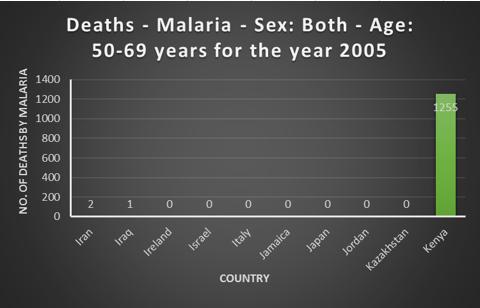 Deaths - Malaria - Sex: Both - Age:
50-69 years for the year 2005
NO. OF DEATHS BY MALARIA
1400
1200
1000
800
600
400
200
0
2 1 0 0 0 0 0 0 0 1255
Iran Iraq Ireland Israel Italy Jamaica Japan Jordan Kazakhstan Kenya
COUNTRY